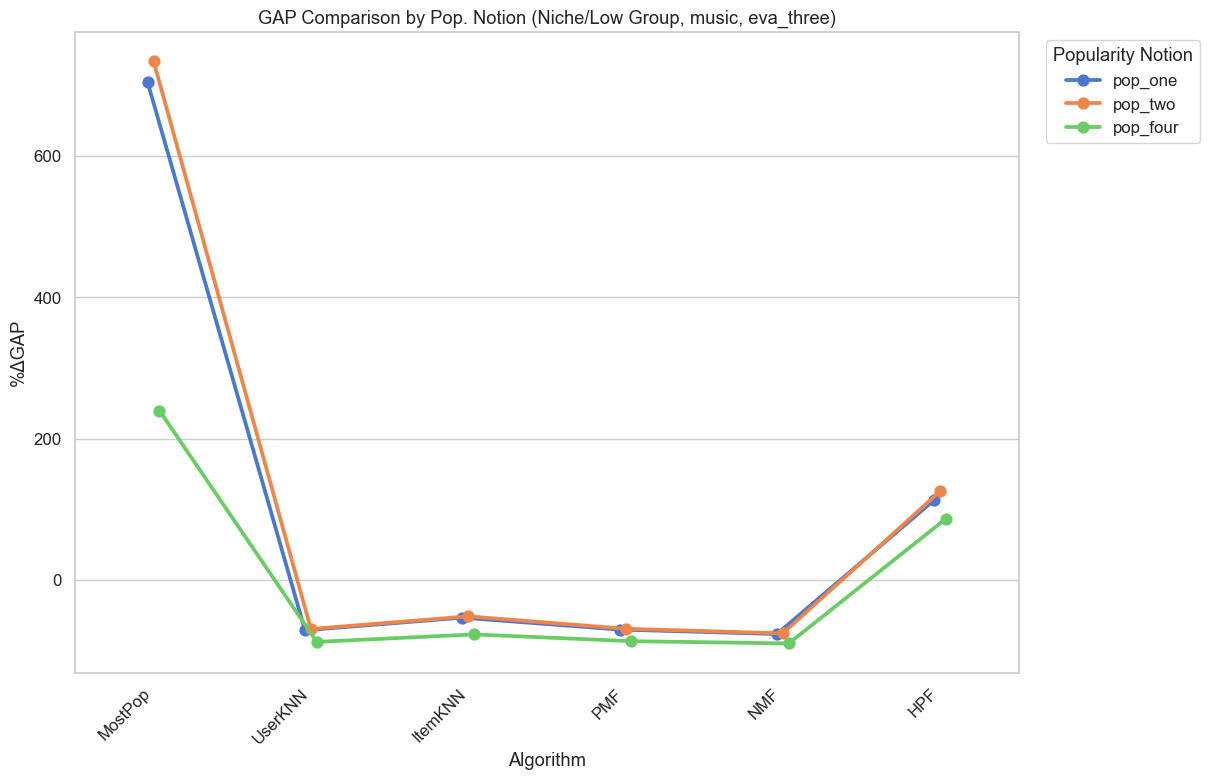 GAP Comparison by Pop. Notion (Niche/Low Group, music, eva_three)
Popularity Notion
pop_one
pop_two
pop_four
%ΔGAP
600
400
200
0
MostPop
UserKNN
ItemKNN
PMF
NMF
HPF
Algorithm